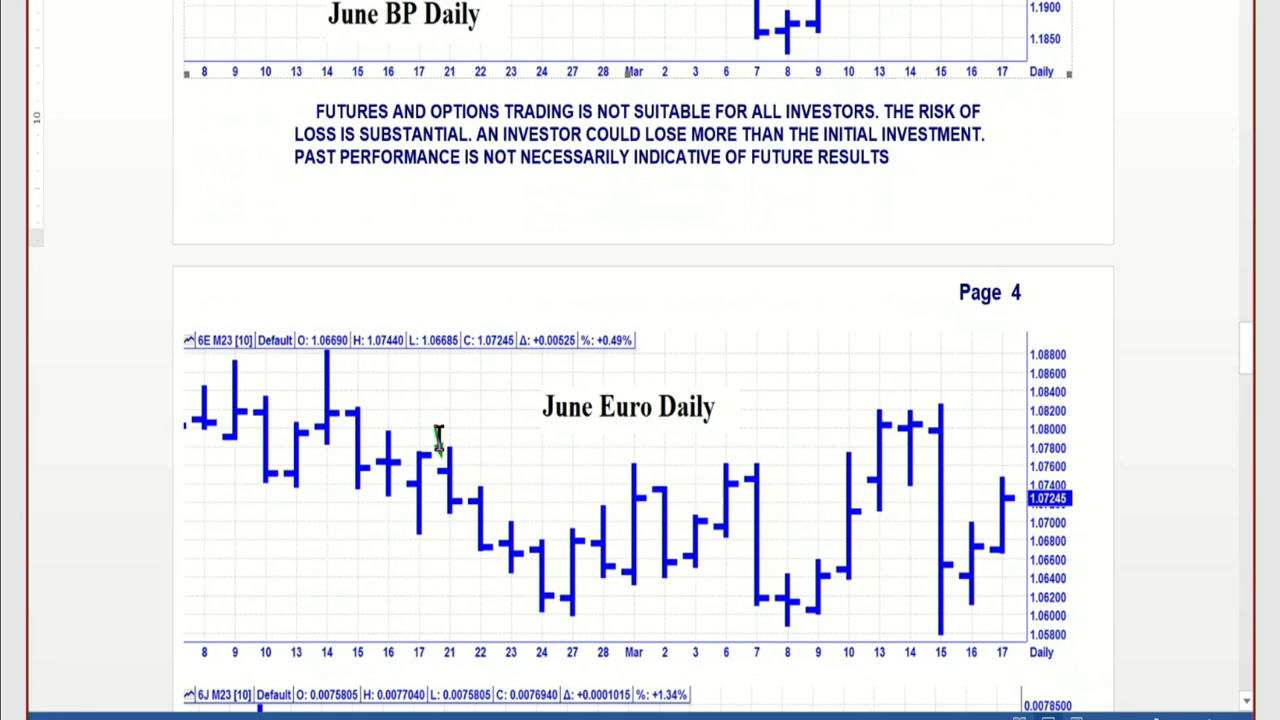 June BP Daily
1.1900
1.1850
8 9 10 13 14 15 16 17 21 22 23 24 27 28 Mar 2 3 6 7 8 9 10 13 14 15 16 17 Daily
FUTURES AND OPTIONS TRADING IS NOT SUITABLE FOR ALL INVESTORS. THE RISK OF
LOSS IS SUBSTANTIAL. AN INVESTOR COULD LOSE MORE THAN THE INITIAL INVESTMENT.
PAST PERFORMANCE IS NOT NECESSARILY INDICATIVE OF FUTURE RESULTS
10
Page 4
6E M23 [10] Default O: 1.06690 H: 1.07440 L: 1.06685 C: 1.07245 Δ: +0.00525 %: +0.49%
June Euro Daily
1.08800
1.08600
1.08400
1.08200
1.08000
1.07800
1.07600
1.07400
1.07245
1.07000
1.06800
1.06600
1.06400
1.06200
1.06000
1.05800
8 9 10 13 14 15 16 17 21 22 23 24 27 28 Mar 2 3 6 7 8 9 10 13 14 15 16 17 Daily
6J M23 [10] Default O: 0.0075805 H: 0.0077040 L: 0.0075805 C: 0.0076940 Δ: +0.0001015 %: +1.34%
0.0078500